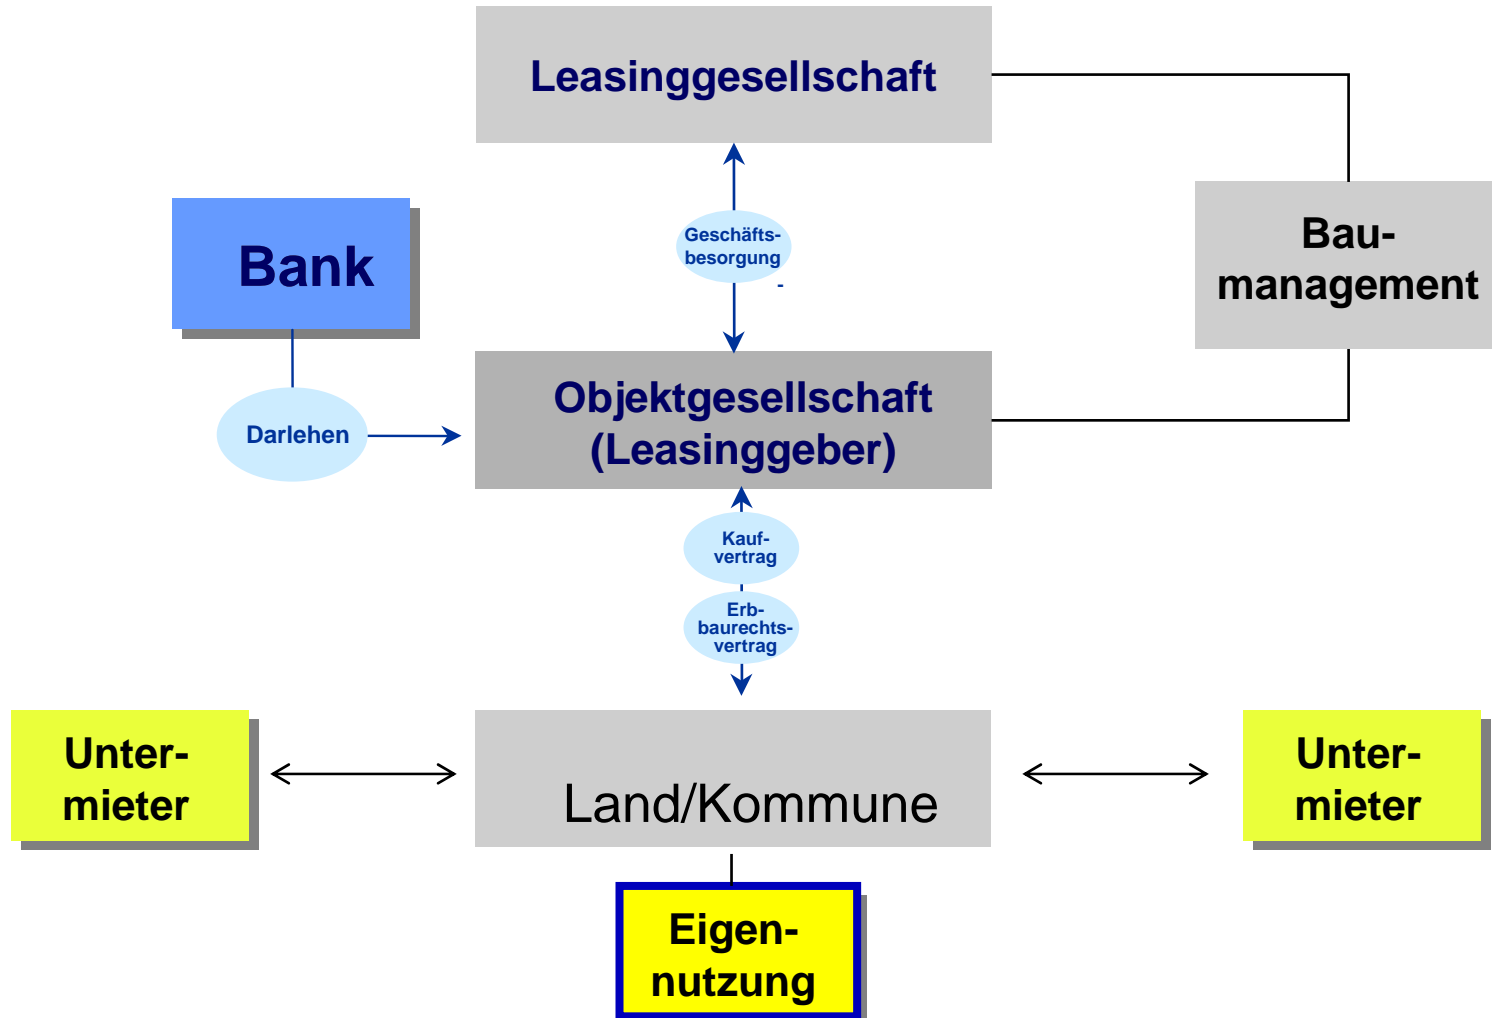 Leasinggesellschaft
Geschäfts-
besorgung
-
Bank
Bau-
management
Objektgesellschaft
(Leasinggeber)
Darlehen
Kauf-
vertrag
Erb-
baurechts-
vertrag
Unter-
mieter
Land/Kommune
Unter-
mieter
Eigen-
nutzung